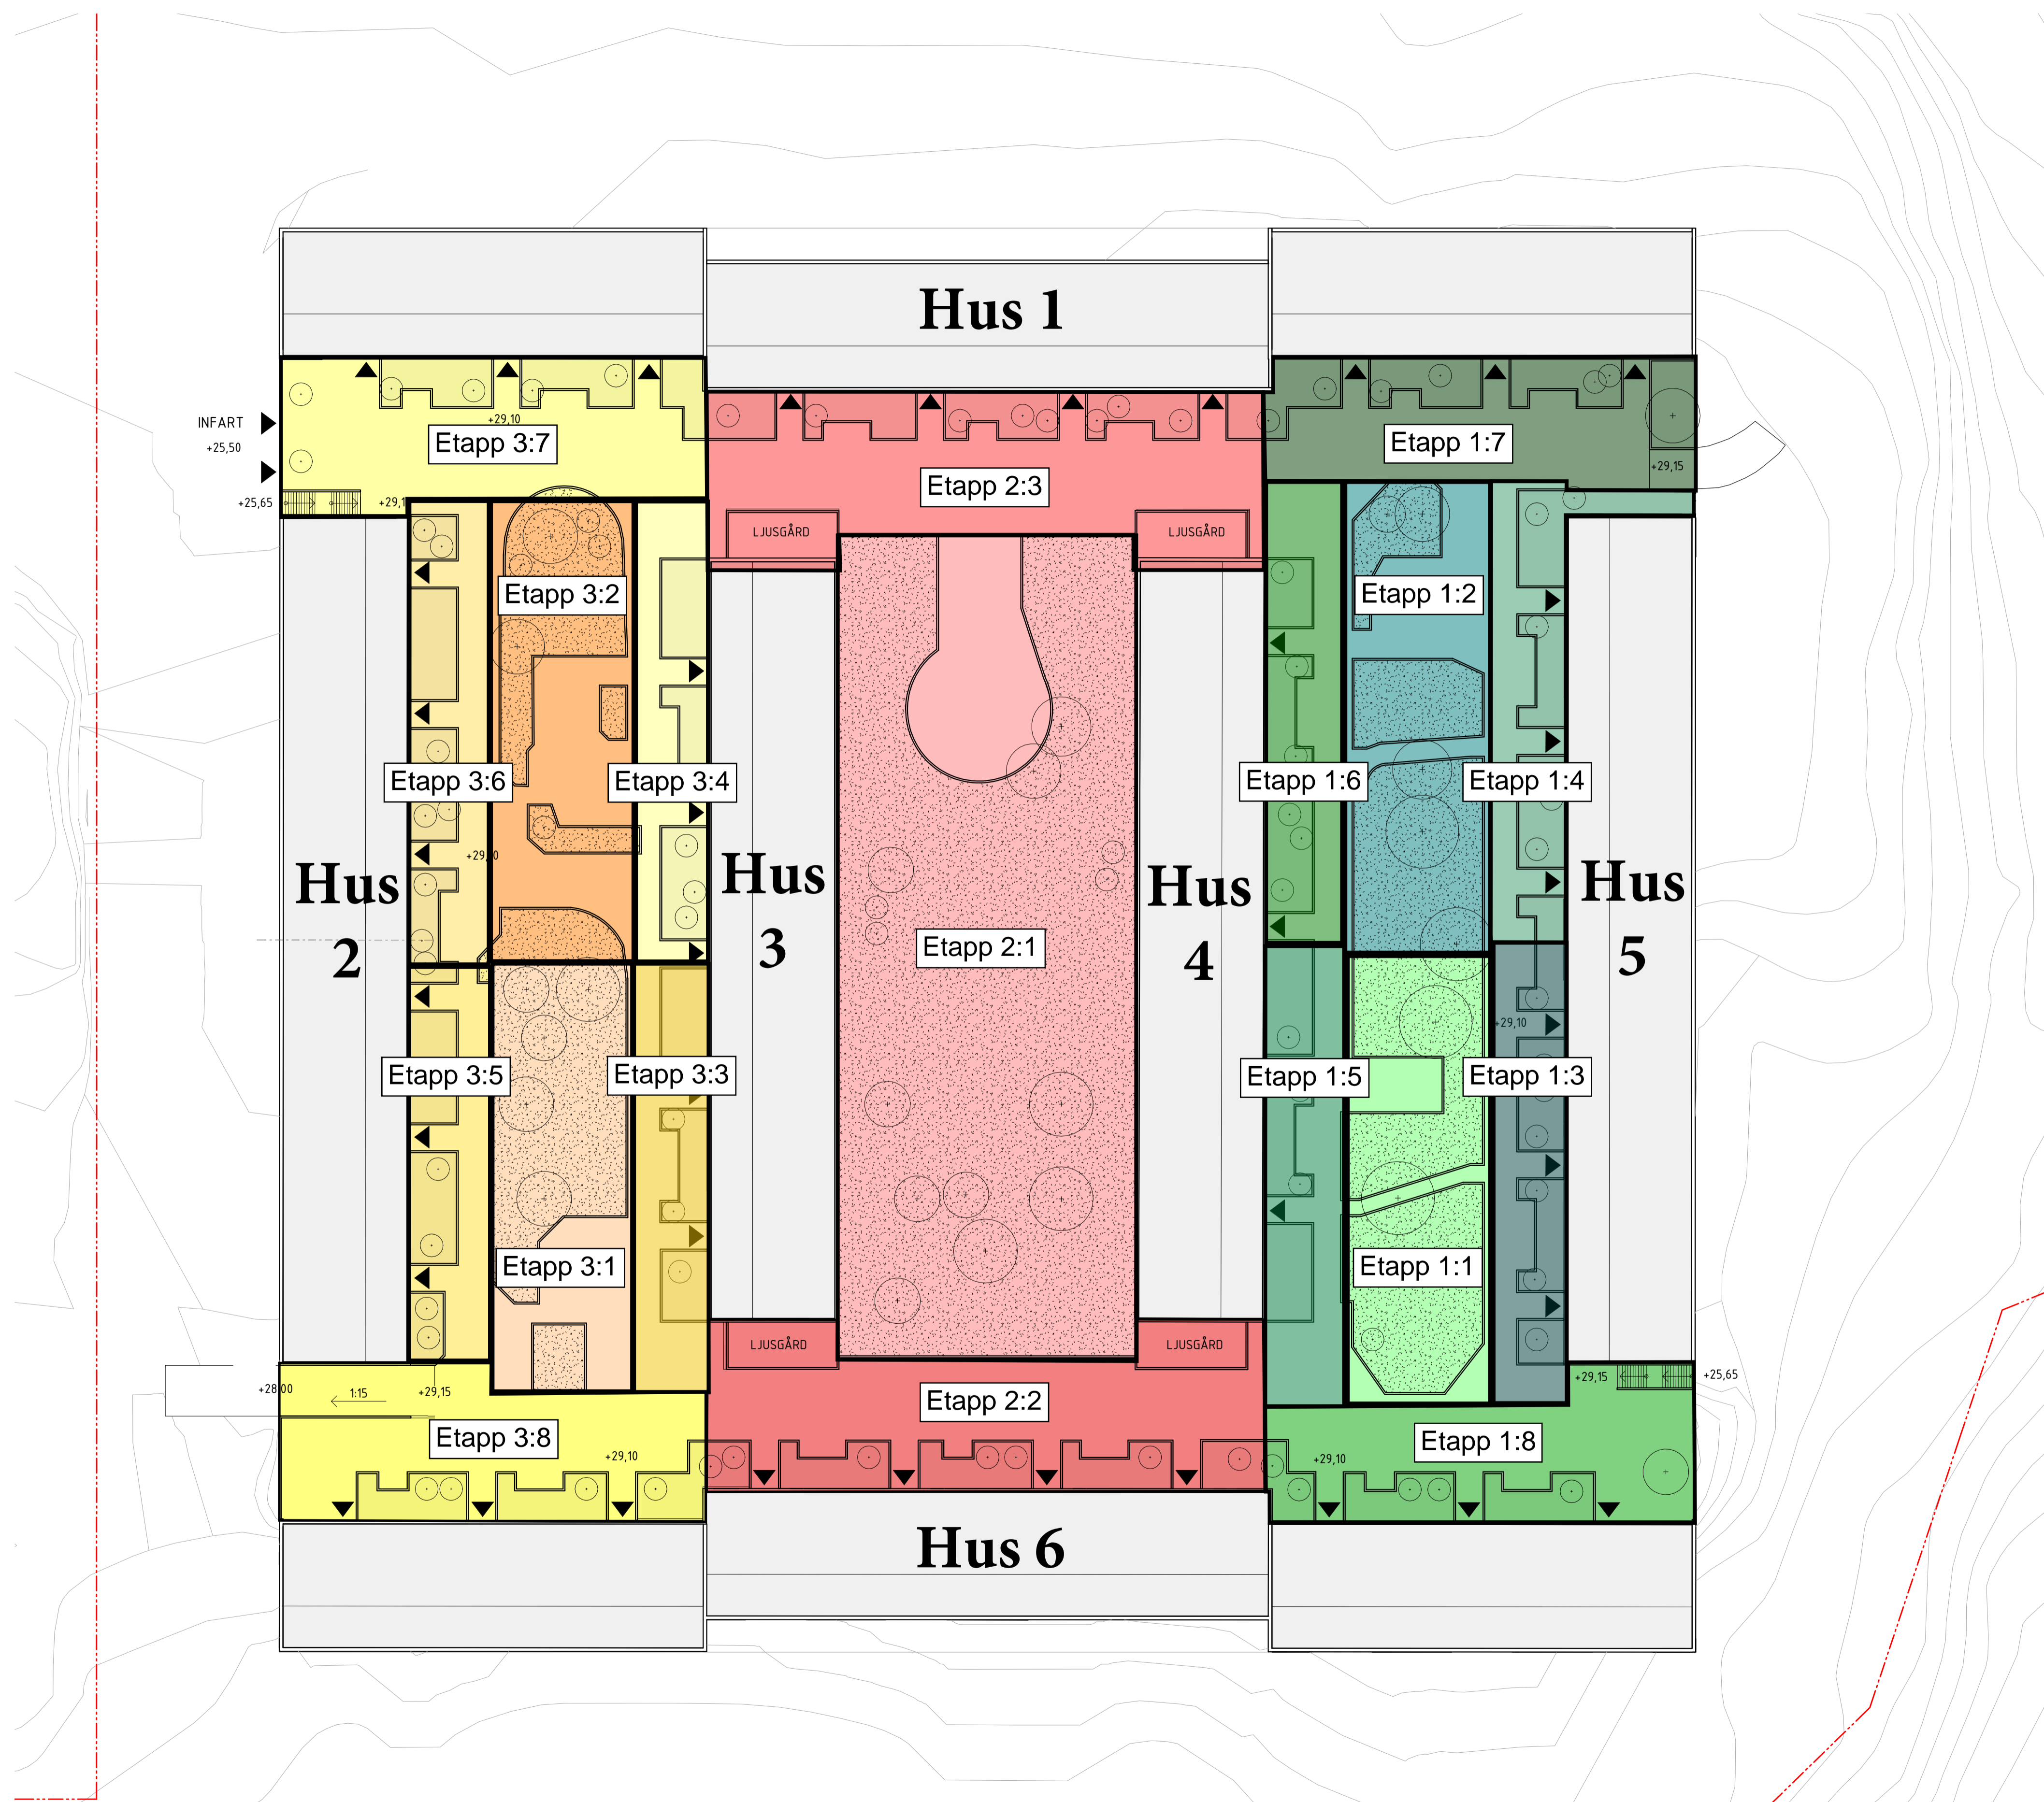 Hus 1
INFART
+25,50
+29,10
Etapp 3:7
Etapp 1:7
+29,15
+25,65
Etapp 2:3
LJUSGÅRD
LJUSGÅRD
Etapp 3:2
Etapp 1:2
Etapp 3:6
Etapp 3:4
Etapp 1:6
Etapp 1:4
Hus
2
Hus
3
Hus
4
Hus
5
Etapp 2:1
+29,10
Etapp 3:5
Etapp 3:3
Etapp 1:5
Etapp 1:3
Etapp 3:1
Etapp 1:1
LJUSGÅRD
LJUSGÅRD
1:15
+29,15
+29,15
+25,65
Etapp 2:2
Etapp 3:8
Etapp 1:8
+29,10
+29,10
Hus 6